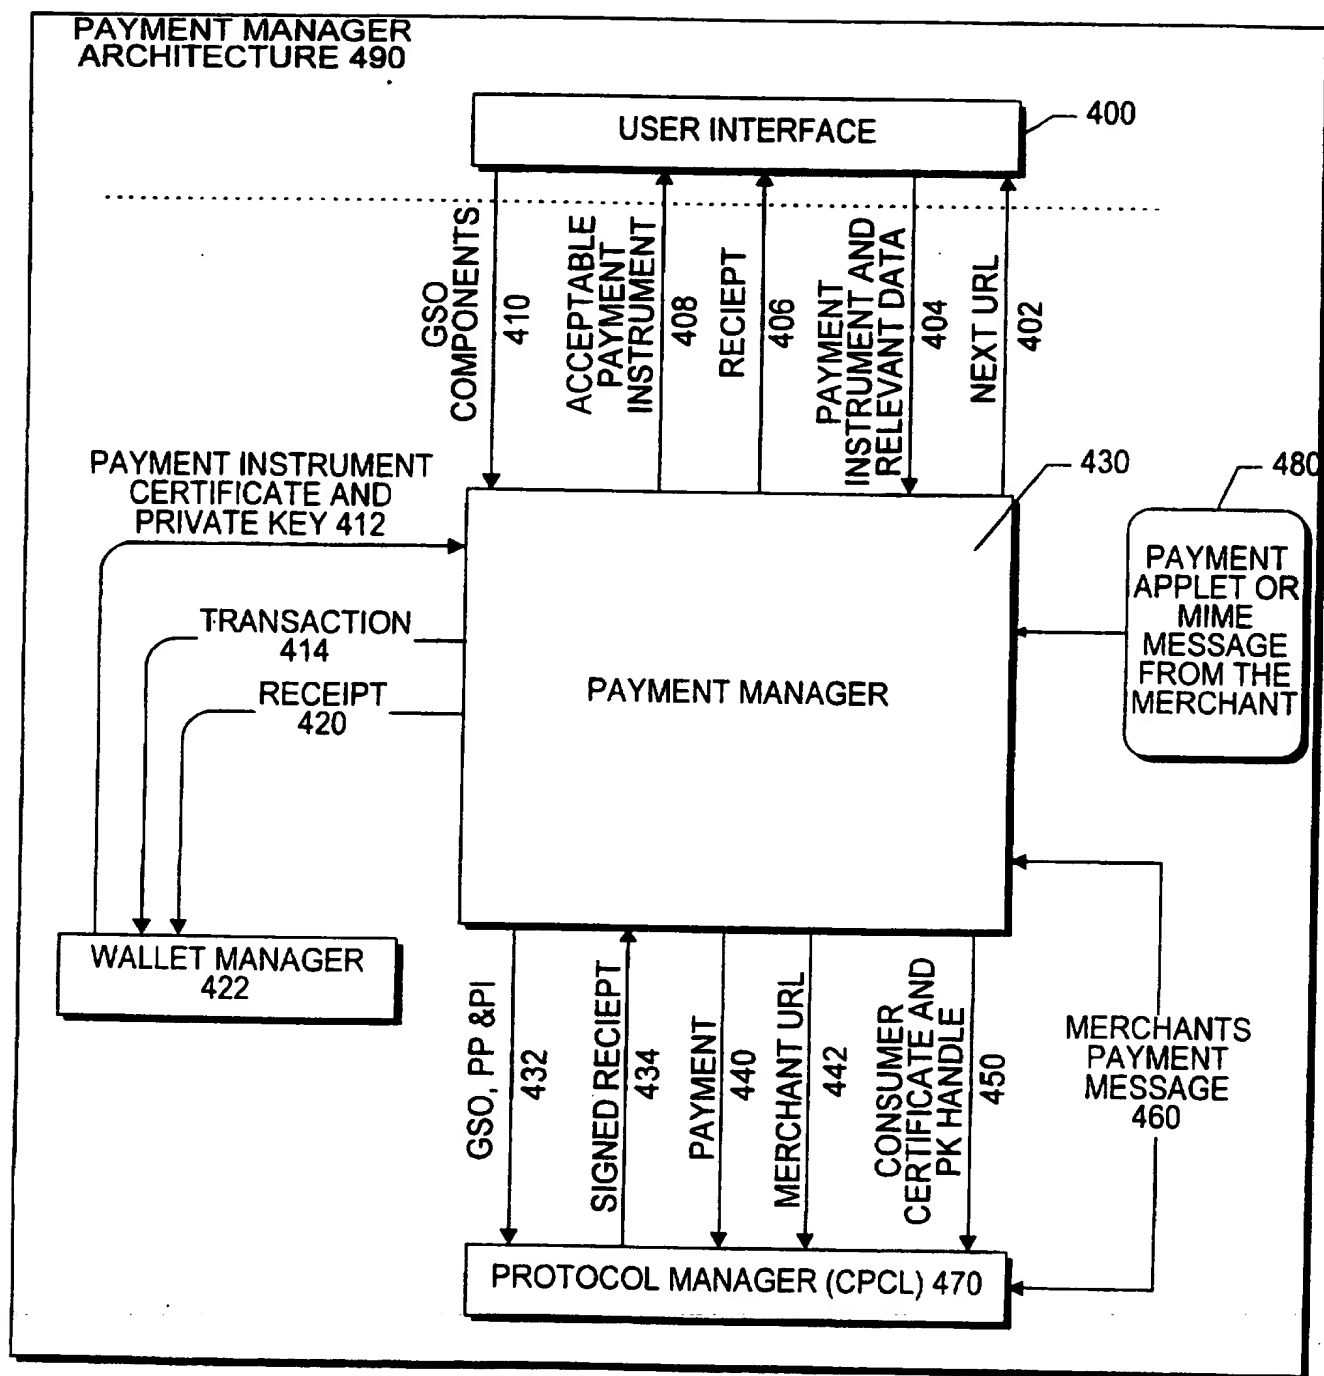 PAYMENT MANAGER
ARCHITECTURE 490
USER INTERFACE
400
GSO
COMPONENTS
410
ACCEPTABLE
PAYMENT
INSTRUMENT
408
RECIEPT
406
PAYMENT
INSTRUMENT AND
RELEVANT DATA
404
NEXT URL
402
PAYMENT INSTRUMENT
CERTIFICATE AND
PRIVATE KEY 412
430
480
TRANSACTION
414
RECEIPT
420
PAYMENT MANAGER
PAYMENT
APPLET OR
MIME
MESSAGE
FROM THE
MERCHANT
WALLET MANAGER
422
GSO, PP &PI
432
SIGNED RECIEPT
434
PAYMENT
440
MERCHANT URL
442
CONSUMER
CERTIFICATE AND
PK HANDLE
450
MERCHANTS
PAYMENT
MESSAGE
460
PROTOCOL MANAGER (CPCL) 470